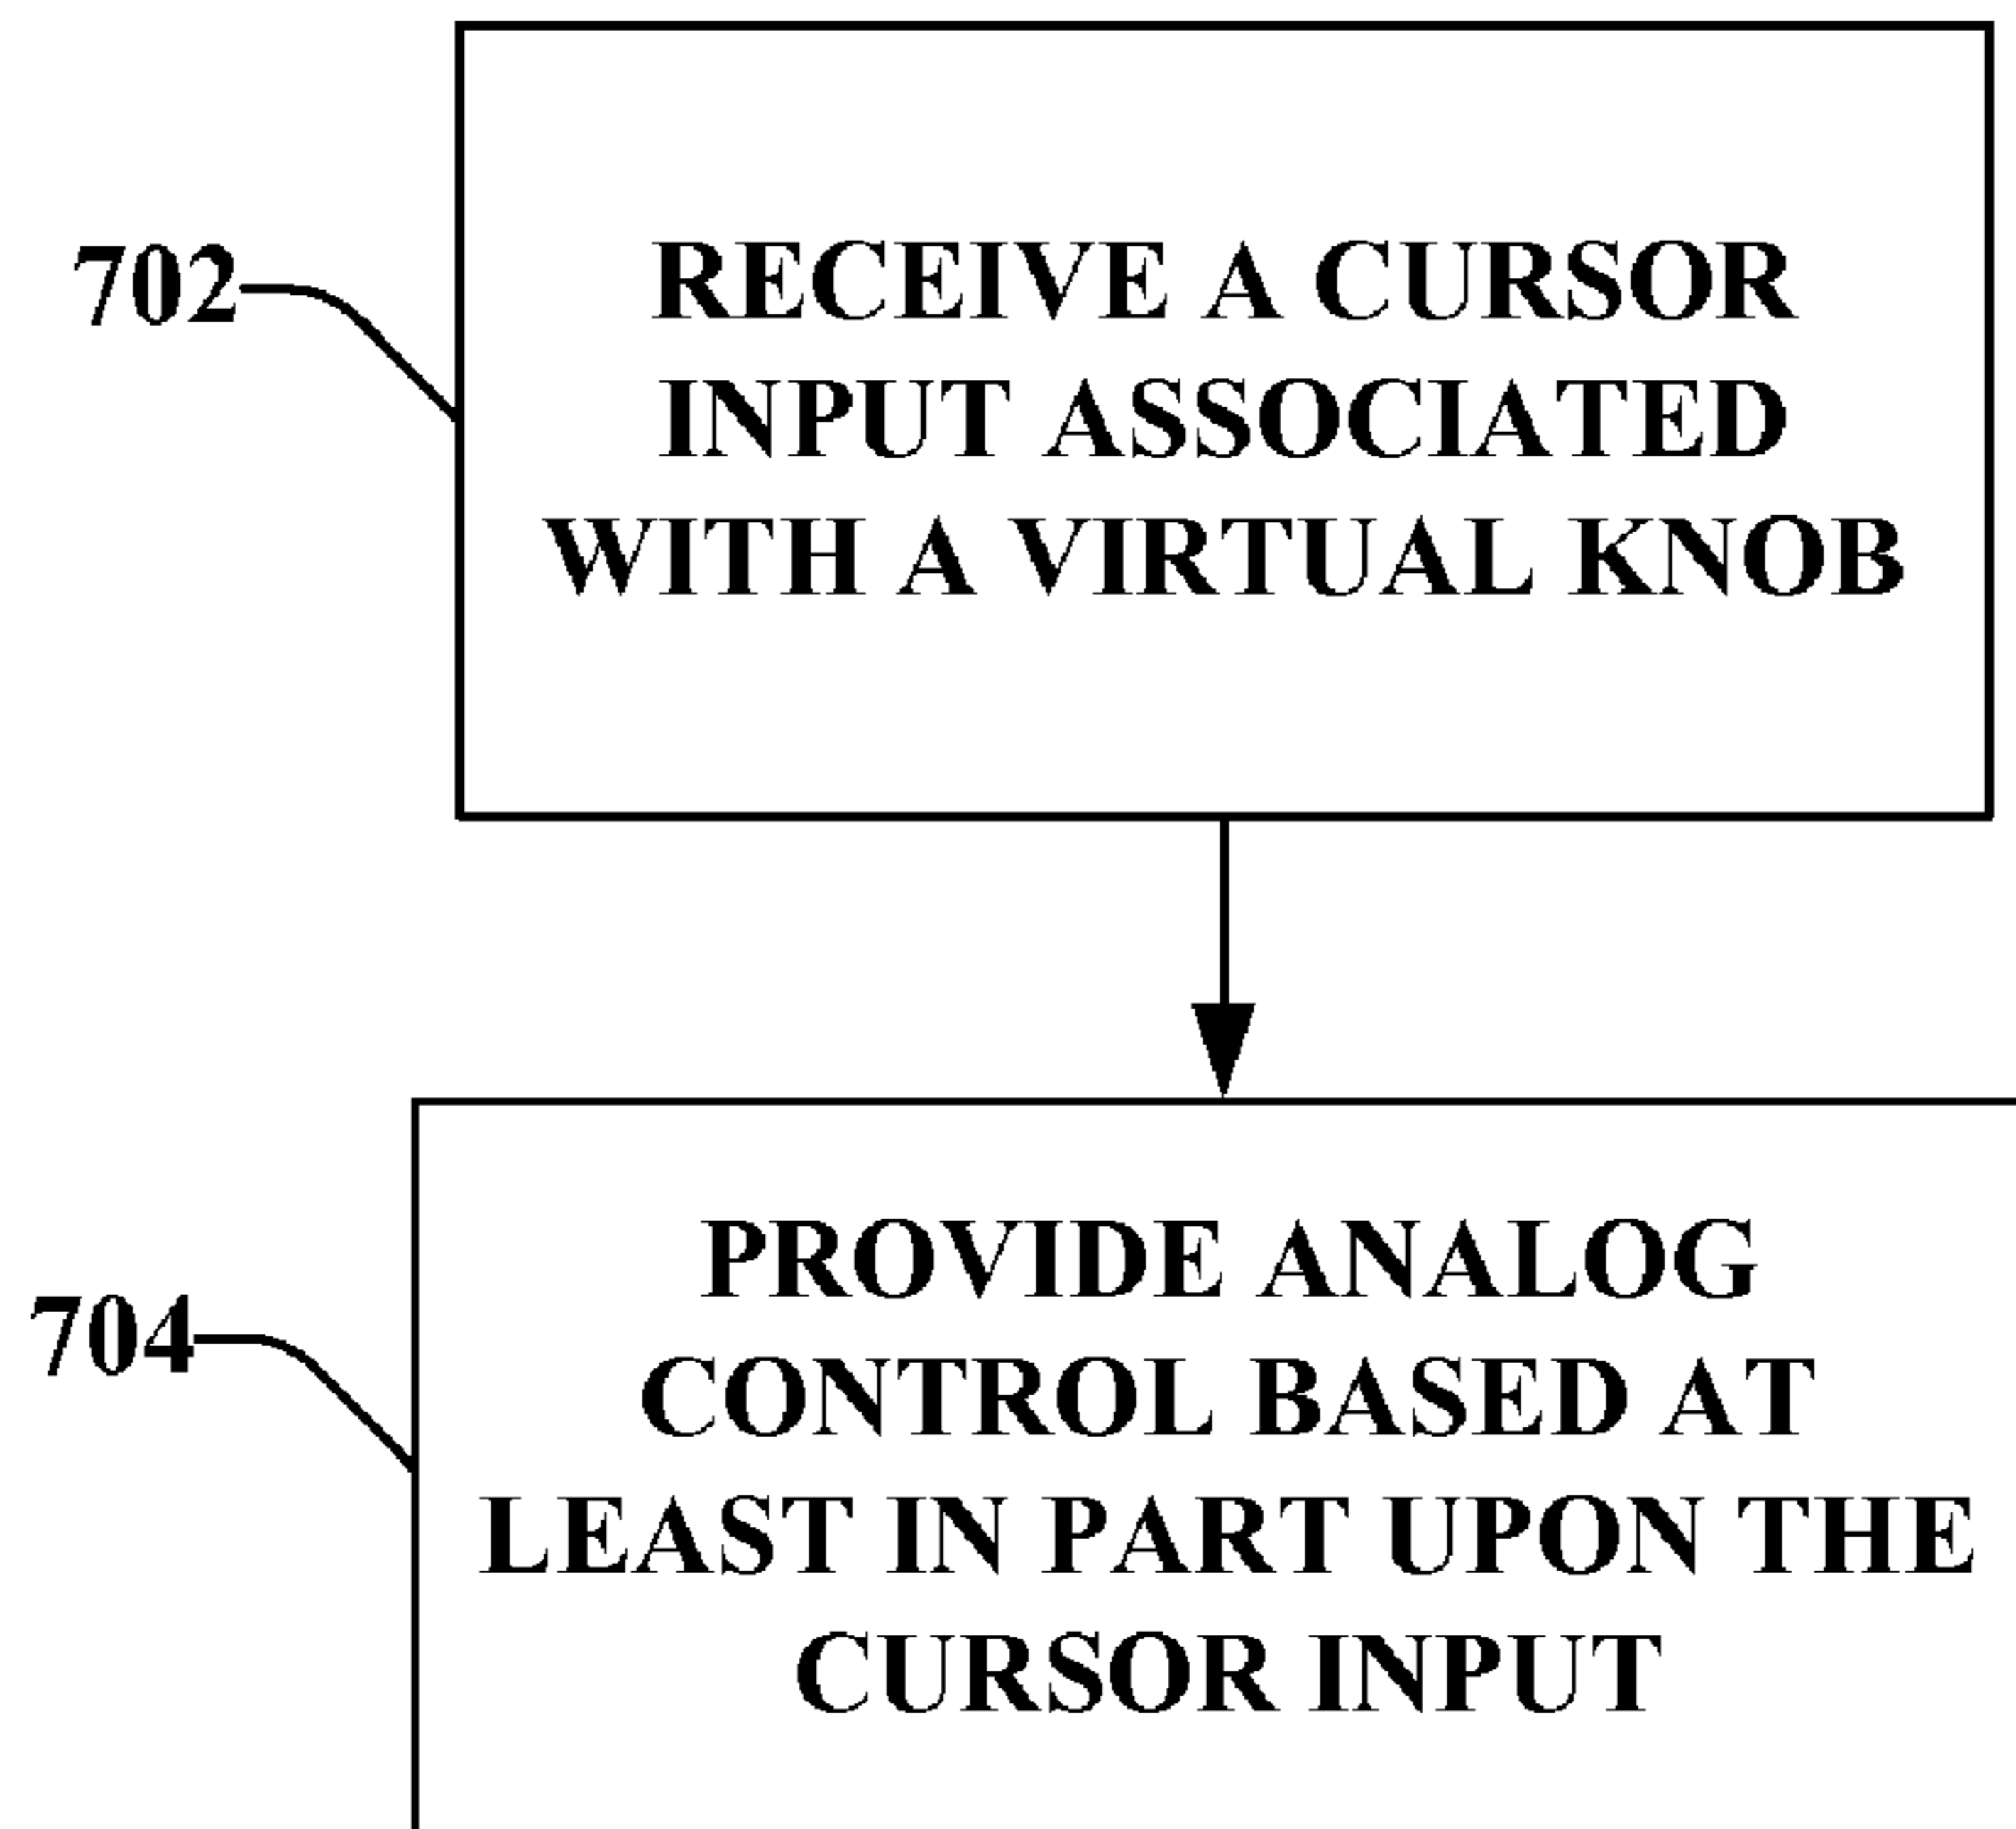 702
RECEIVE A CURSOR
INPUT ASSOCIATED
WITH A VIRTUAL KNOB
704
PROVIDE ANALOG
CONTROL BASED AT
LEAST IN PART UPON THE
CURSOR INPUT